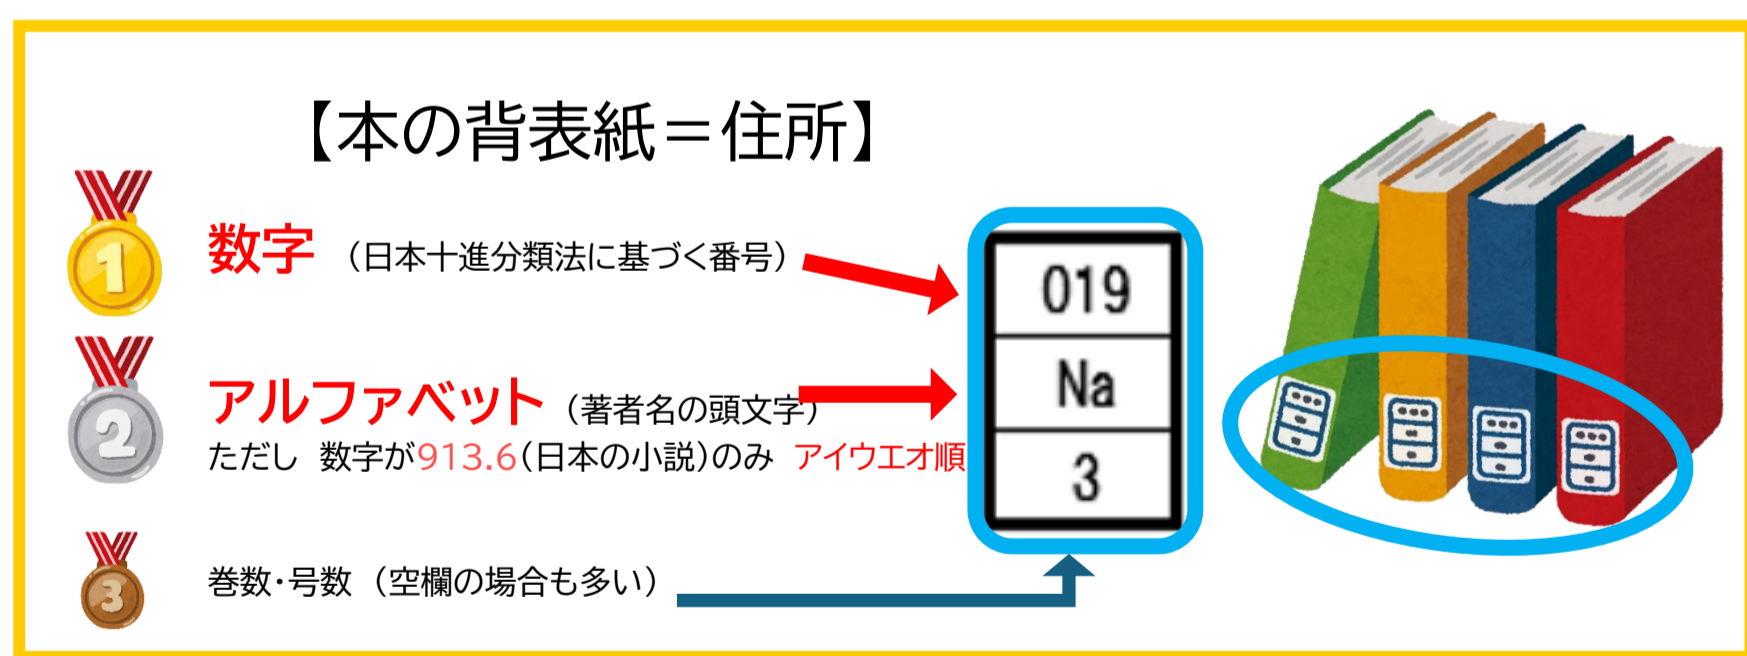 【本の背表紙＝住所】
1
数字 （日本十進分類法に基づく番号）
2
アルファベット （著者名の頭文字）
ただし 数字が913.6（日本の小説）のみ アイウエオ順
3
巻数・号数 （空欄の場合も多い）
019
Na
3